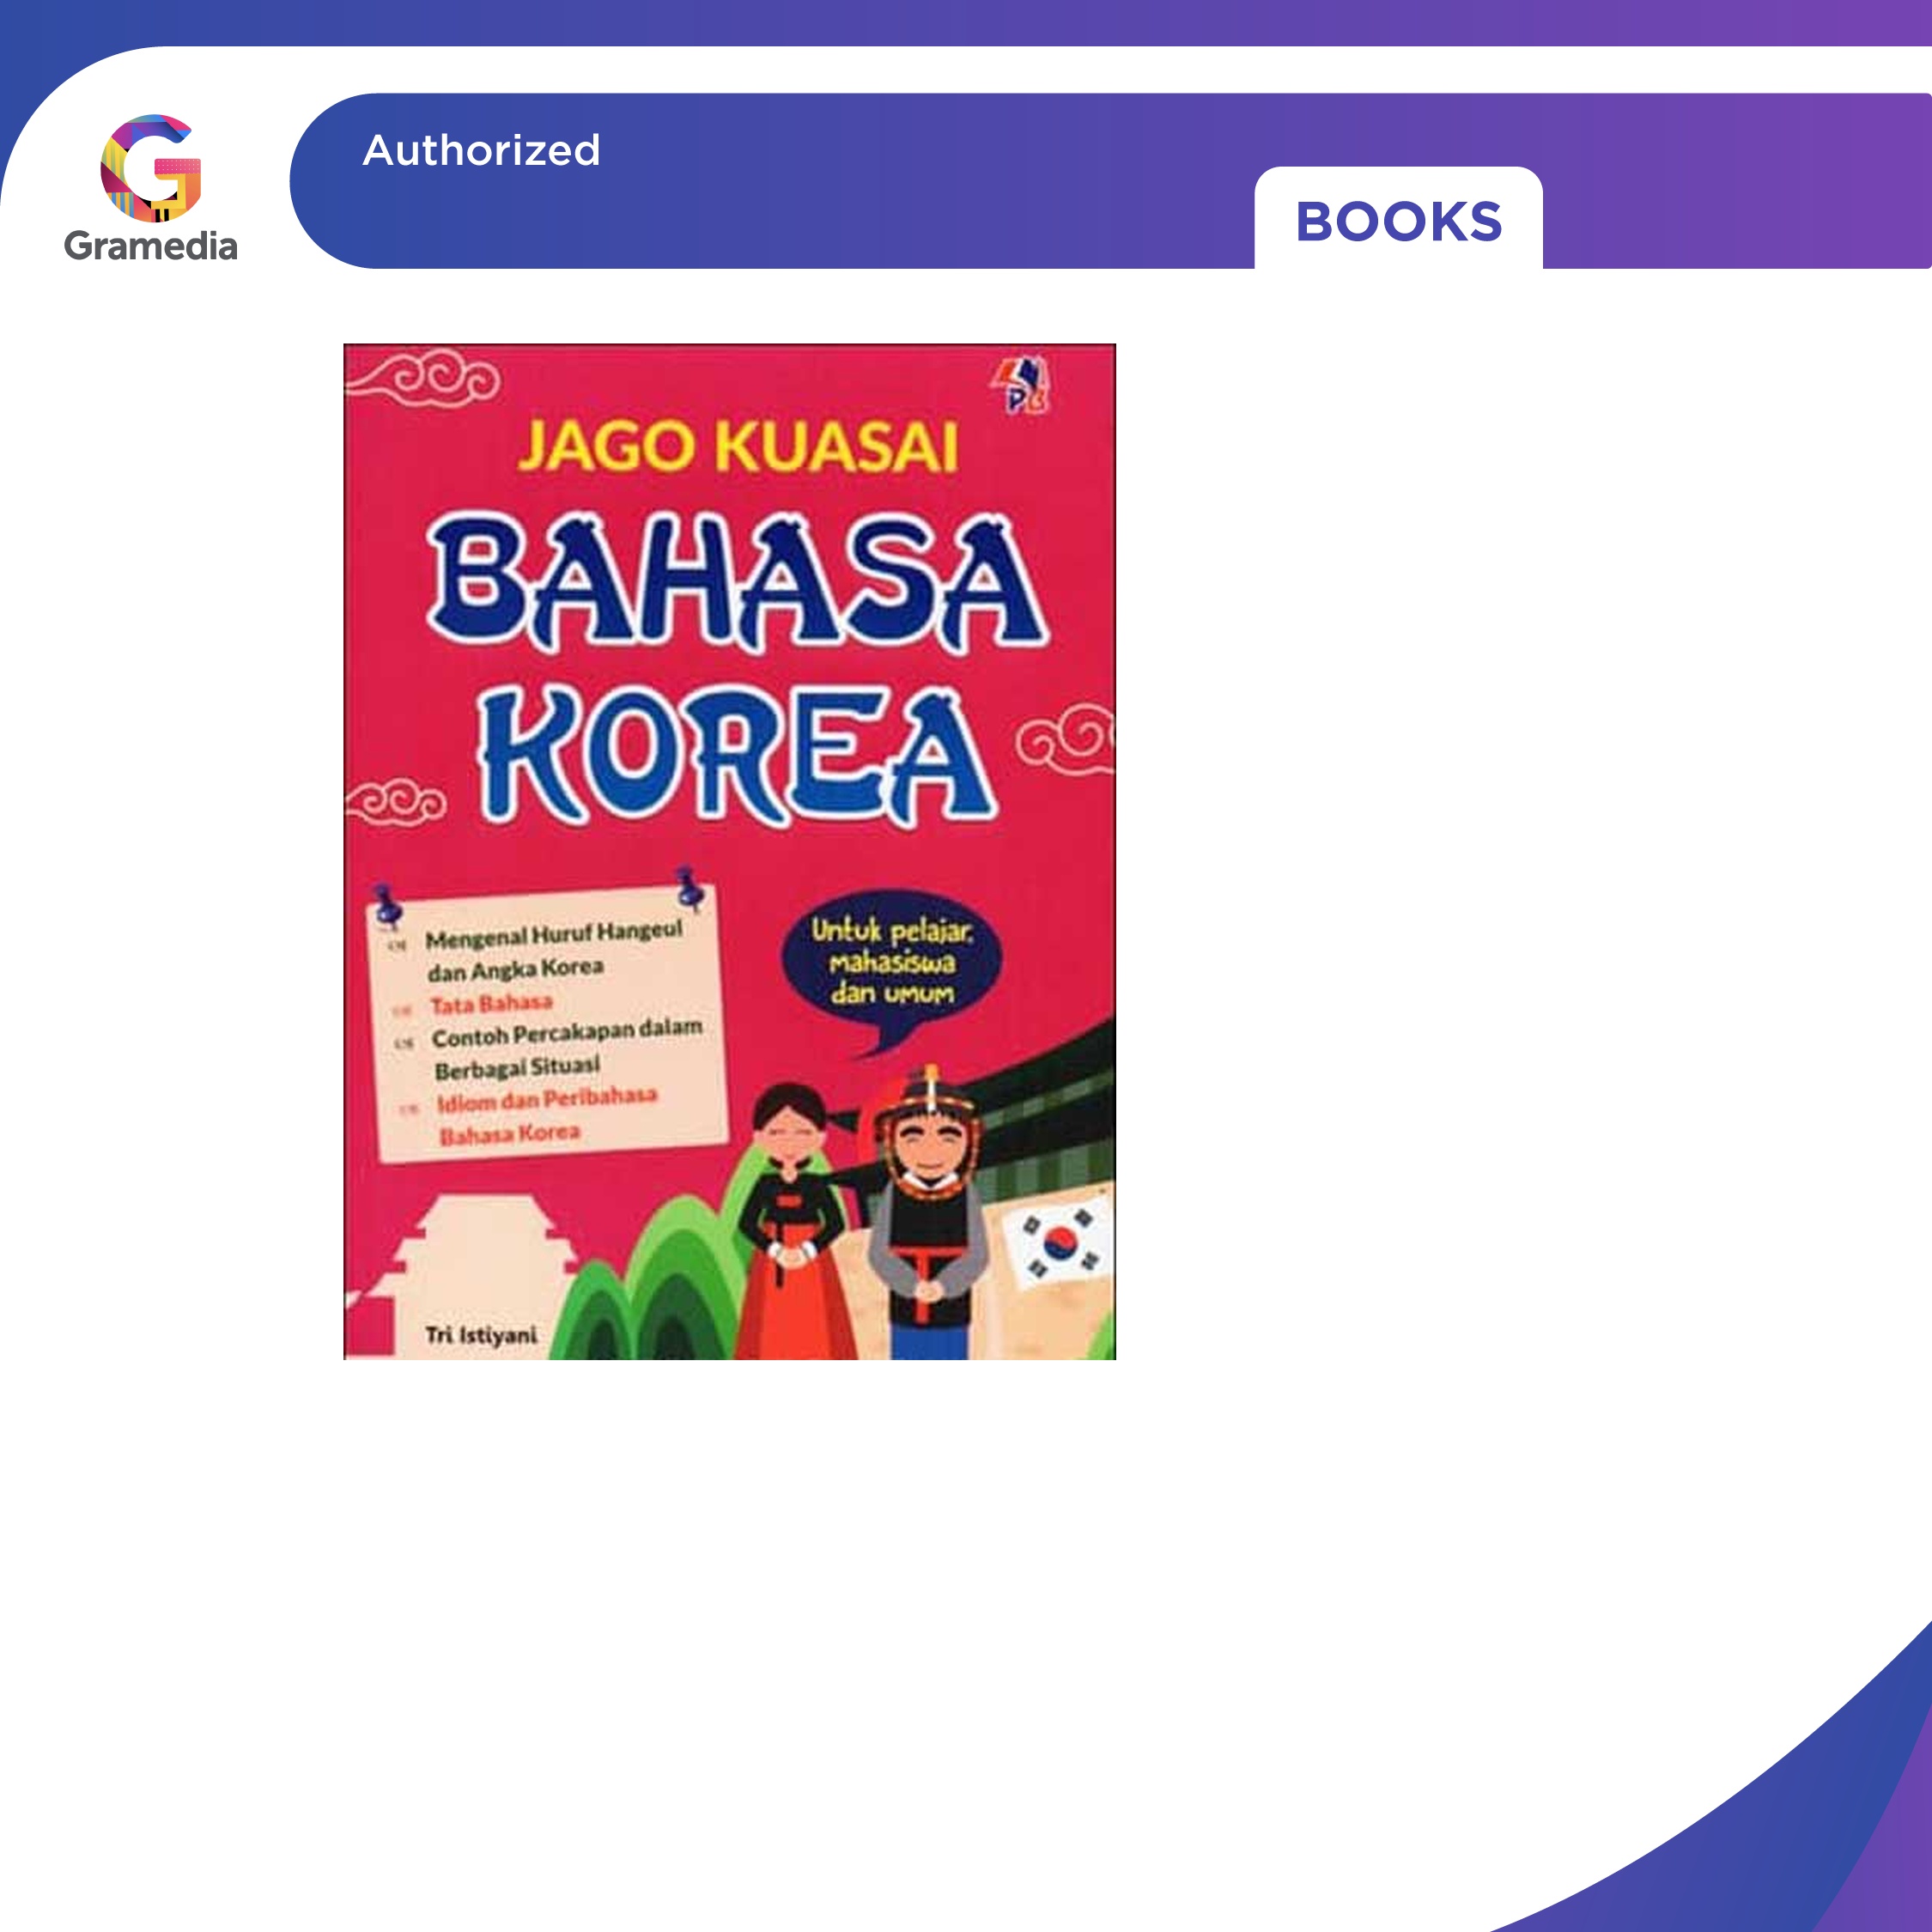 Gramedia
Authorized
BOOKS
PB
JAGO KUASAI
BAHASA
KOREA
Mengenal Huruf Hangeul
dan Angka Korea
Tata Bahasa
Contoh Percakapan dalam
Berbagai Situasi
Idiom dan Peribahasa
Bahasa Korea
Untuk pelajar,
mahasiswa
dan umum
Tri Istiyani